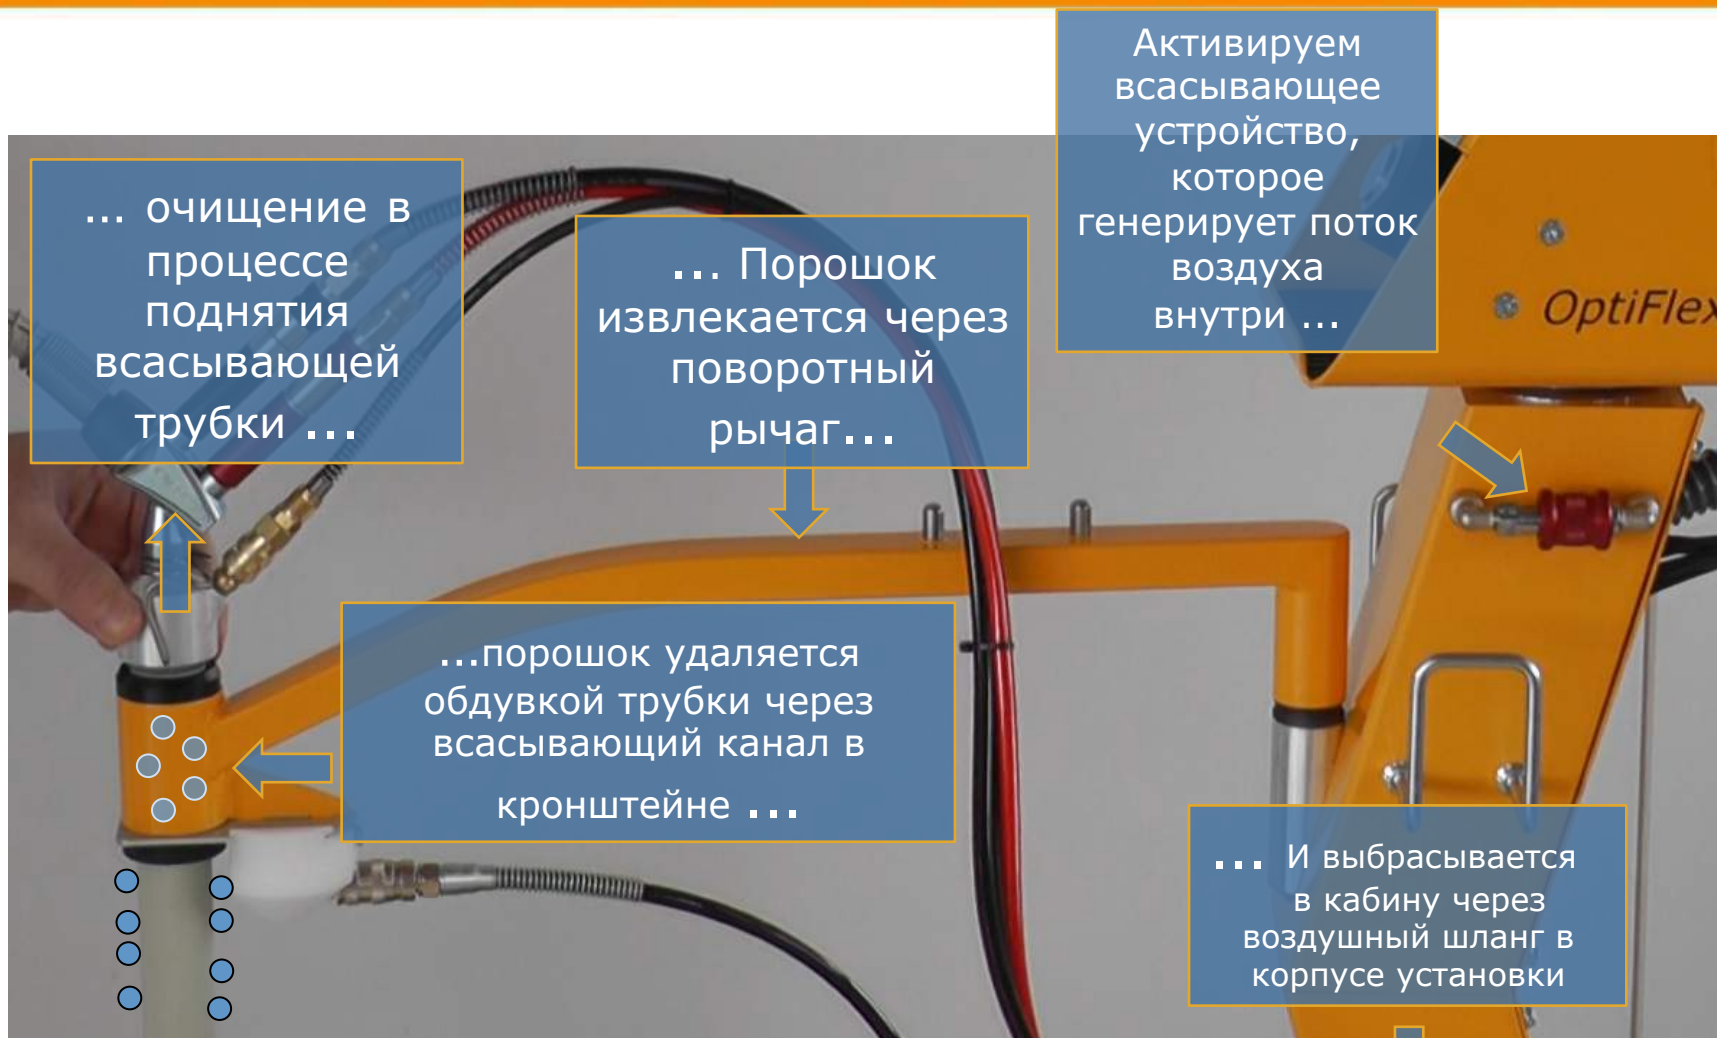 Активируем
всасывающее
устройство,
которое
генерирует поток
воздуха
внутри ...
... очищение в
процессе
поднятия
всасывающей
трубки ...
... Порошок
извлекается через
поворотный
рычаг...
OptiFlex
...порошок удаляется
обдувкой трубки через
всасывающий канал в
кронштейне ...
... И выбрасывается
в кабину через
воздушный шланг в
корпусе установки